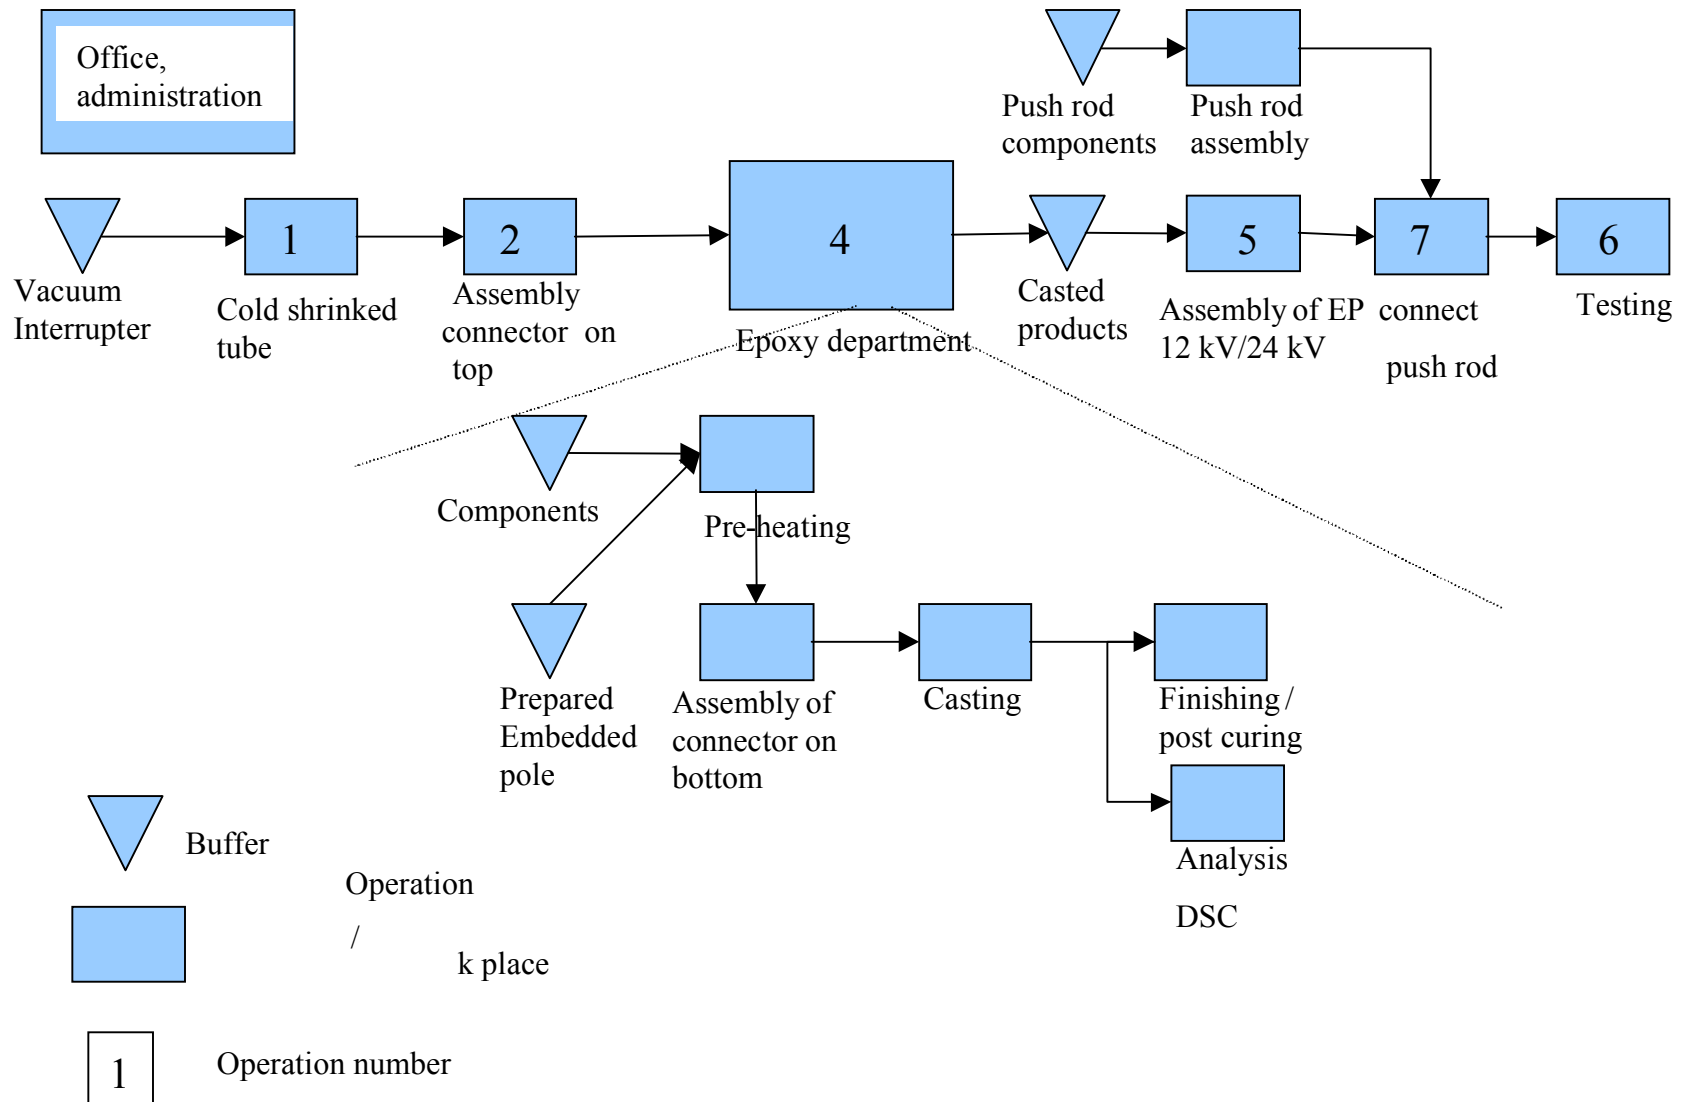 Office,
administration
Push rod
components
Push rod
assembly
1
2
4
5
7
6
Vacuum
Interrupter
Cold shrinked
tube
Assembly
connector on
top
Epoxy department
Casted
products
Assembly of EP
12 kV/24 kV
connect
push rod
Testing
Components
Pre-heating
Prepared
Embedded
pole
Assembly of
connector on
bottom
Casting
Finishing /
post curing
Analysis
DSC
Buffer
Operation
/
k place
1
Operation number